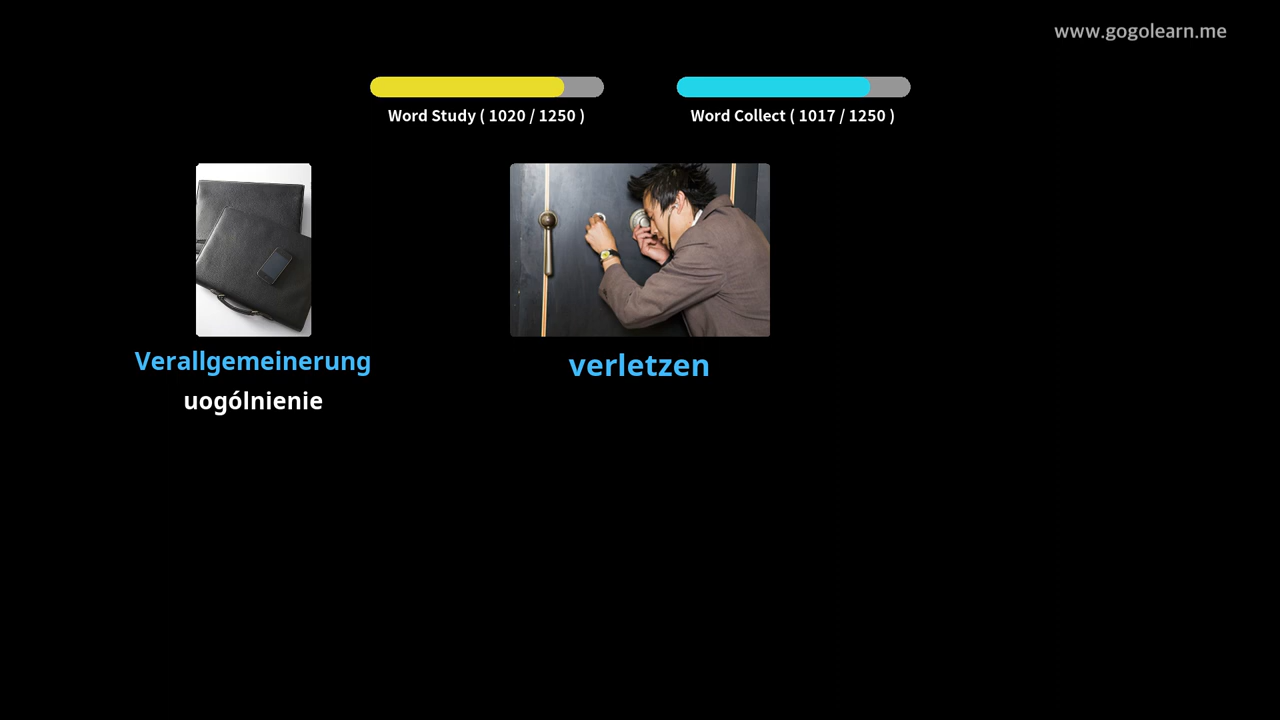 www.gogolearn.me
Word Study ( 1020 / 1250 )
Word Collect ( 1017 / 1250 )
Verallgemeinerung
uogólnienie
verletzen